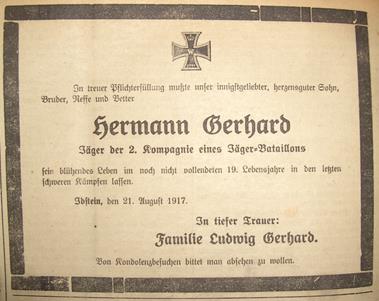 In treuer Pflichterfüllung mußte unser innigstgeliebter, herzensguter Sohn,
Bruder, Neffe und Vetter
Hermann Gerhard
Jäger der 2. Kompagnie eines Jäger-Bataillons
sein blühendes Leben im noch nicht vollendeten 19. Lebensjahre in den letzten
schweren Kämpfen lassen.
Idstein, den 21. August 1917.
In tiefer Trauer:
Familie Ludwig Gerhard.
Von Kondolenzbesuchen bittet man absehen zu wollen.